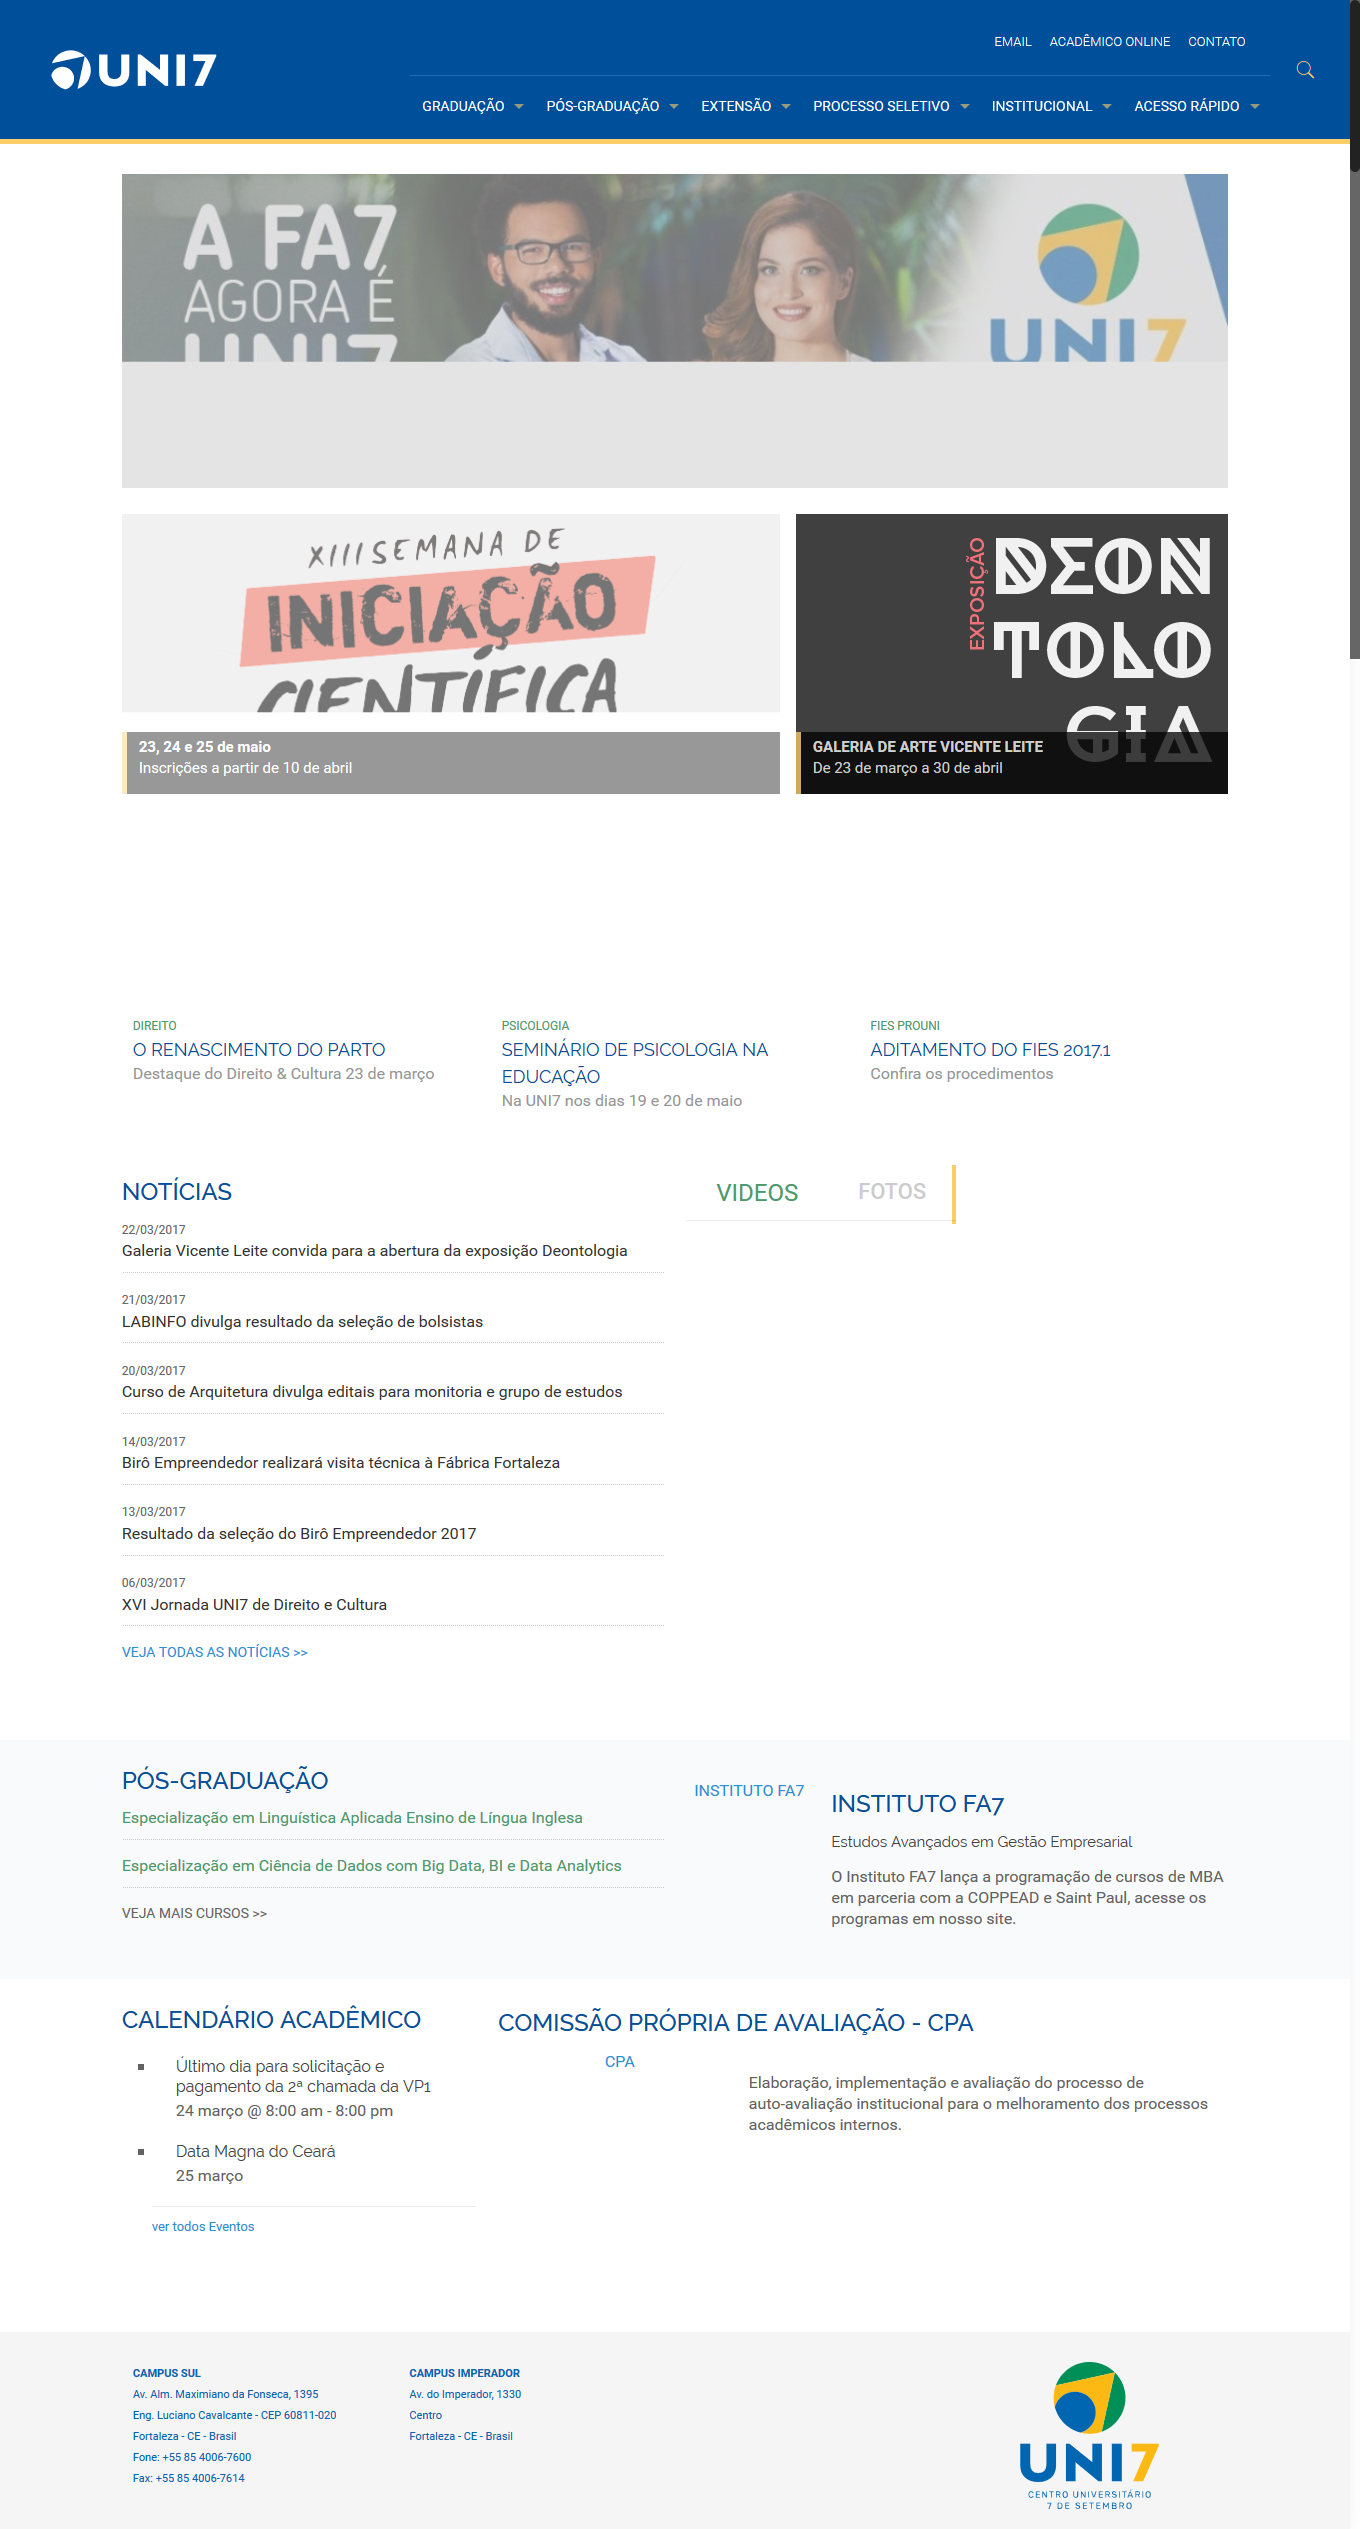 UNI7
EMAIL ACADÊMICO ONLINE CONTATO
GRADUAÇÃO PÓS-GRADUAÇÃO EXTENSÃO PROCESSO SELETIVO INSTITUCIONAL ACESSO RÁPIDO
A FA7
AGORA É
UNI7
UNI7
XIII SEMANA DE
INICIAÇÃO
CIENTÍFICA
23, 24 e 25 de maio
Inscrições a partir de 10 de abril
EXPOSIÇÃO
DEON
TOLO
GIA
GALERIA DE ARTE VICENTE LEITE
De 23 de março a 30 de abril
DIREITO
O RENASCIMENTO DO PARTO
Destaque do Direito & Cultura 23 de março
PSICOLOGIA
SEMINÁRIO DE PSICOLOGIA NA
EDUCAÇÃO
Na UNI7 nos dias 19 e 20 de maio
FIES PROUNI
ADITAMENTO DO FIES 2017.1
Confira os procedimentos
NOTÍCIAS
22/03/2017
Galeria Vicente Leite convida para a abertura da exposição Deontologia
21/03/2017
LABINFO divulga resultado da seleção de bolsistas
20/03/2017
Curso de Arquitetura divulga editais para monitoria e grupo de estudos
14/03/2017
Birô Empreendedor realizará visita técnica à Fábrica Fortaleza
13/03/2017
Resultado da seleção do Birô Empreendedor 2017
06/03/2017
XVI Jornada UNI7 de Direito e Cultura
VEJA TODAS AS NOTÍCIAS >>
VIDEOS FOTOS
PÓS-GRADUAÇÃO
Especialização em Linguística Aplicada Ensino de Língua Inglesa
Especialização em Ciência de Dados com Big Data, BI e Data Analytics
VEJA MAIS CURSOS >>
INSTITUTO FA7
INSTITUTO FA7
Estudos Avançados em Gestão Empresarial
O Instituto FA7 lança a programação de cursos de MBA
em parceria com a COPPEAD e Saint Paul, acesse os
programas em nosso site.
CALENDÁRIO ACADÊMICO
Último dia para solicitação e
pagamento da 2ª chamada da VP1
24 março @ 8:00 am - 8:00 pm
Data Magna do Ceará
25 março
ver todos Eventos
COMISSÃO PRÓPRIA DE AVALIAÇÃO - CPA
CPA
Elaboração, implementação e avaliação do processo de
auto-avaliação institucional para o melhoramento dos processos
acadêmicos internos.
CAMPUS SUL
Av. Alm. Maximiano da Fonseca, 1395
Eng. Luciano Cavalcante - CEP 60811-020
Fortaleza - CE - Brasil
Fone: +55 85 4006-7600
Fax: +55 85 4006-7614
CAMPUS IMPERADOR
Av. do Imperador, 1330
Centro
Fortaleza - CE - Brasil
UNI7
CENTRO UNIVERSITÁRIO
7 DE SETEMBRO